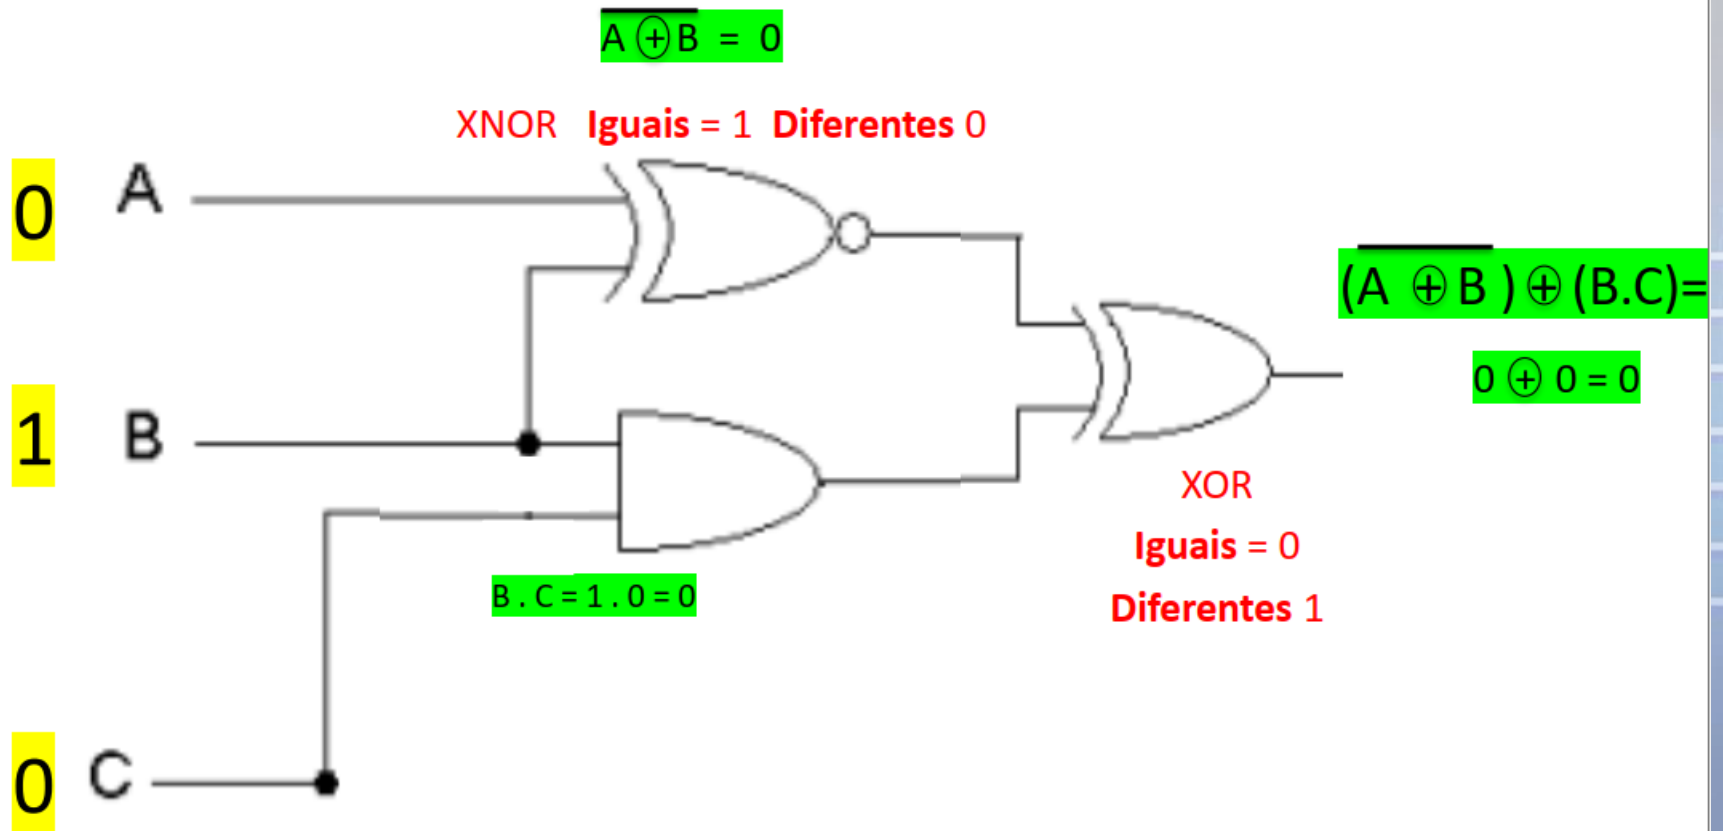 A ⊕ B = 0
XNOR Iguais = 1 Diferentes 0
0 A
(A ⊕ B ) ⊕ (B.C)=
0 ⊕ 0 = 0
1 B
XOR
Iguais = 0
B . C = 1 . 0 = 0
Diferentes 1
0 C